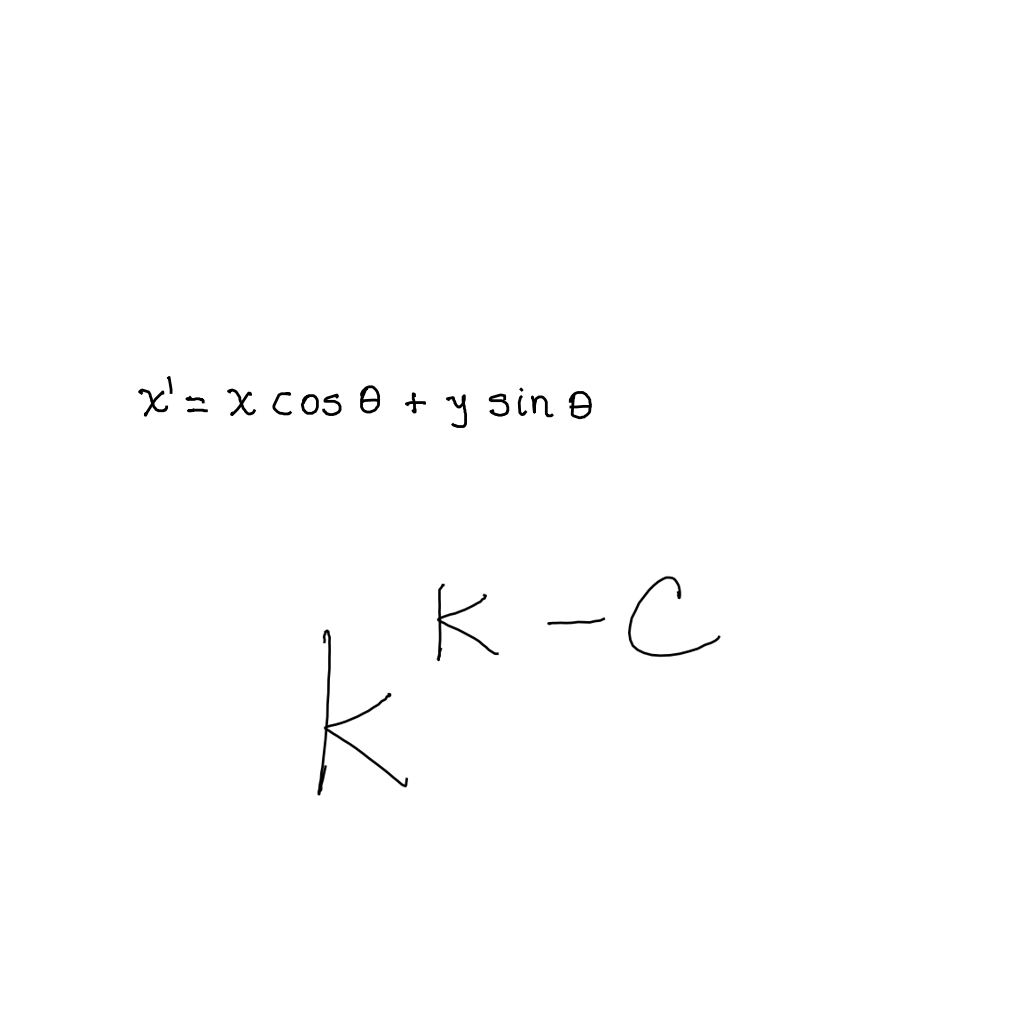 x' = x cos θ + y sin θ
k^{k - c}